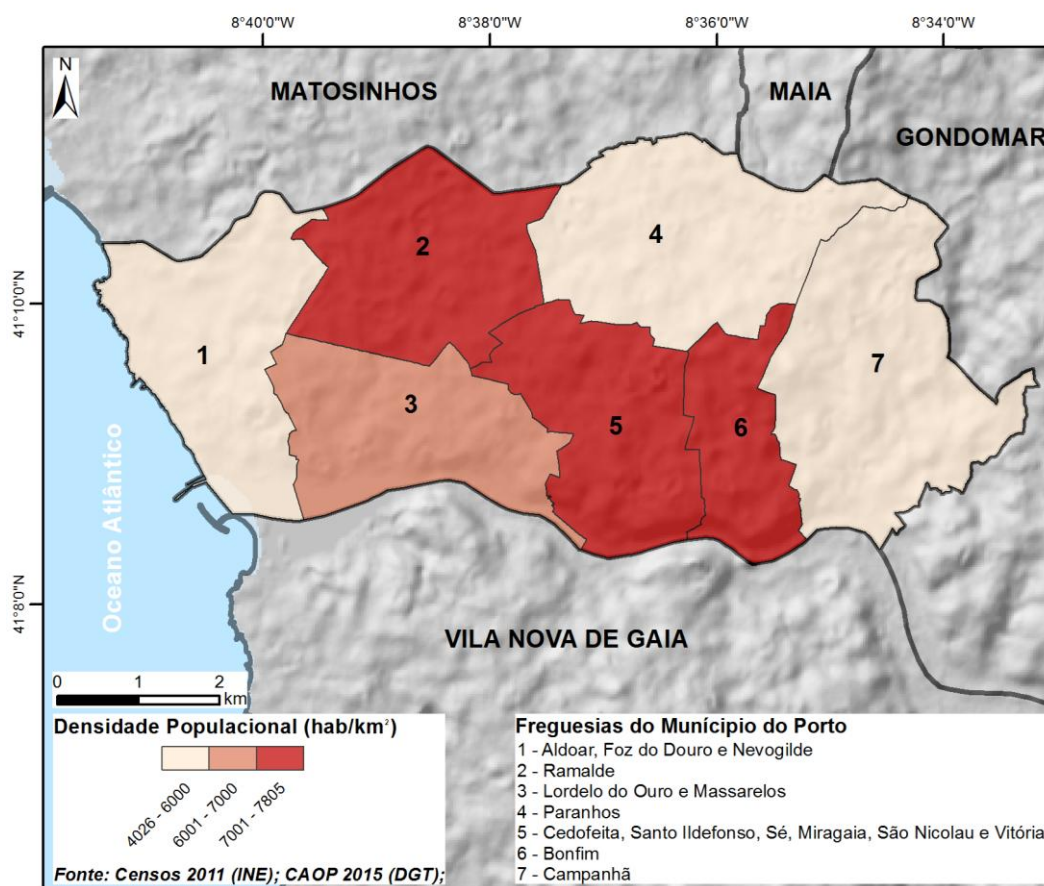 8°40'0"W
8°38'0"W
8°36'0"W
8°34'0"W
N
MATOSINHOS
MAIA
GONDOMAR
2
4
41°10'0"N
1
7
3
5
6
Oceano Atlântico
41°8'0"N
VILA NOVA DE GAIA
0 1 2
km
Densidade Populacional (hab/km²)
4026 - 6000
6001 - 7000
7001 - 7805
Fonte: Censos 2011 (INE); CAOP 2015 (DGT);
Freguesias do Munícipio do Porto
1 - Aldoar, Foz do Douro e Nevogilde
2 - Ramalde
3 - Lordelo do Ouro e Massarelos
4 - Paranhos
5 - Cedofeita, Santo Ildefonso, Sé, Miragaia, São Nicolau e Vitória
6 - Bonfim
7 - Campanhã